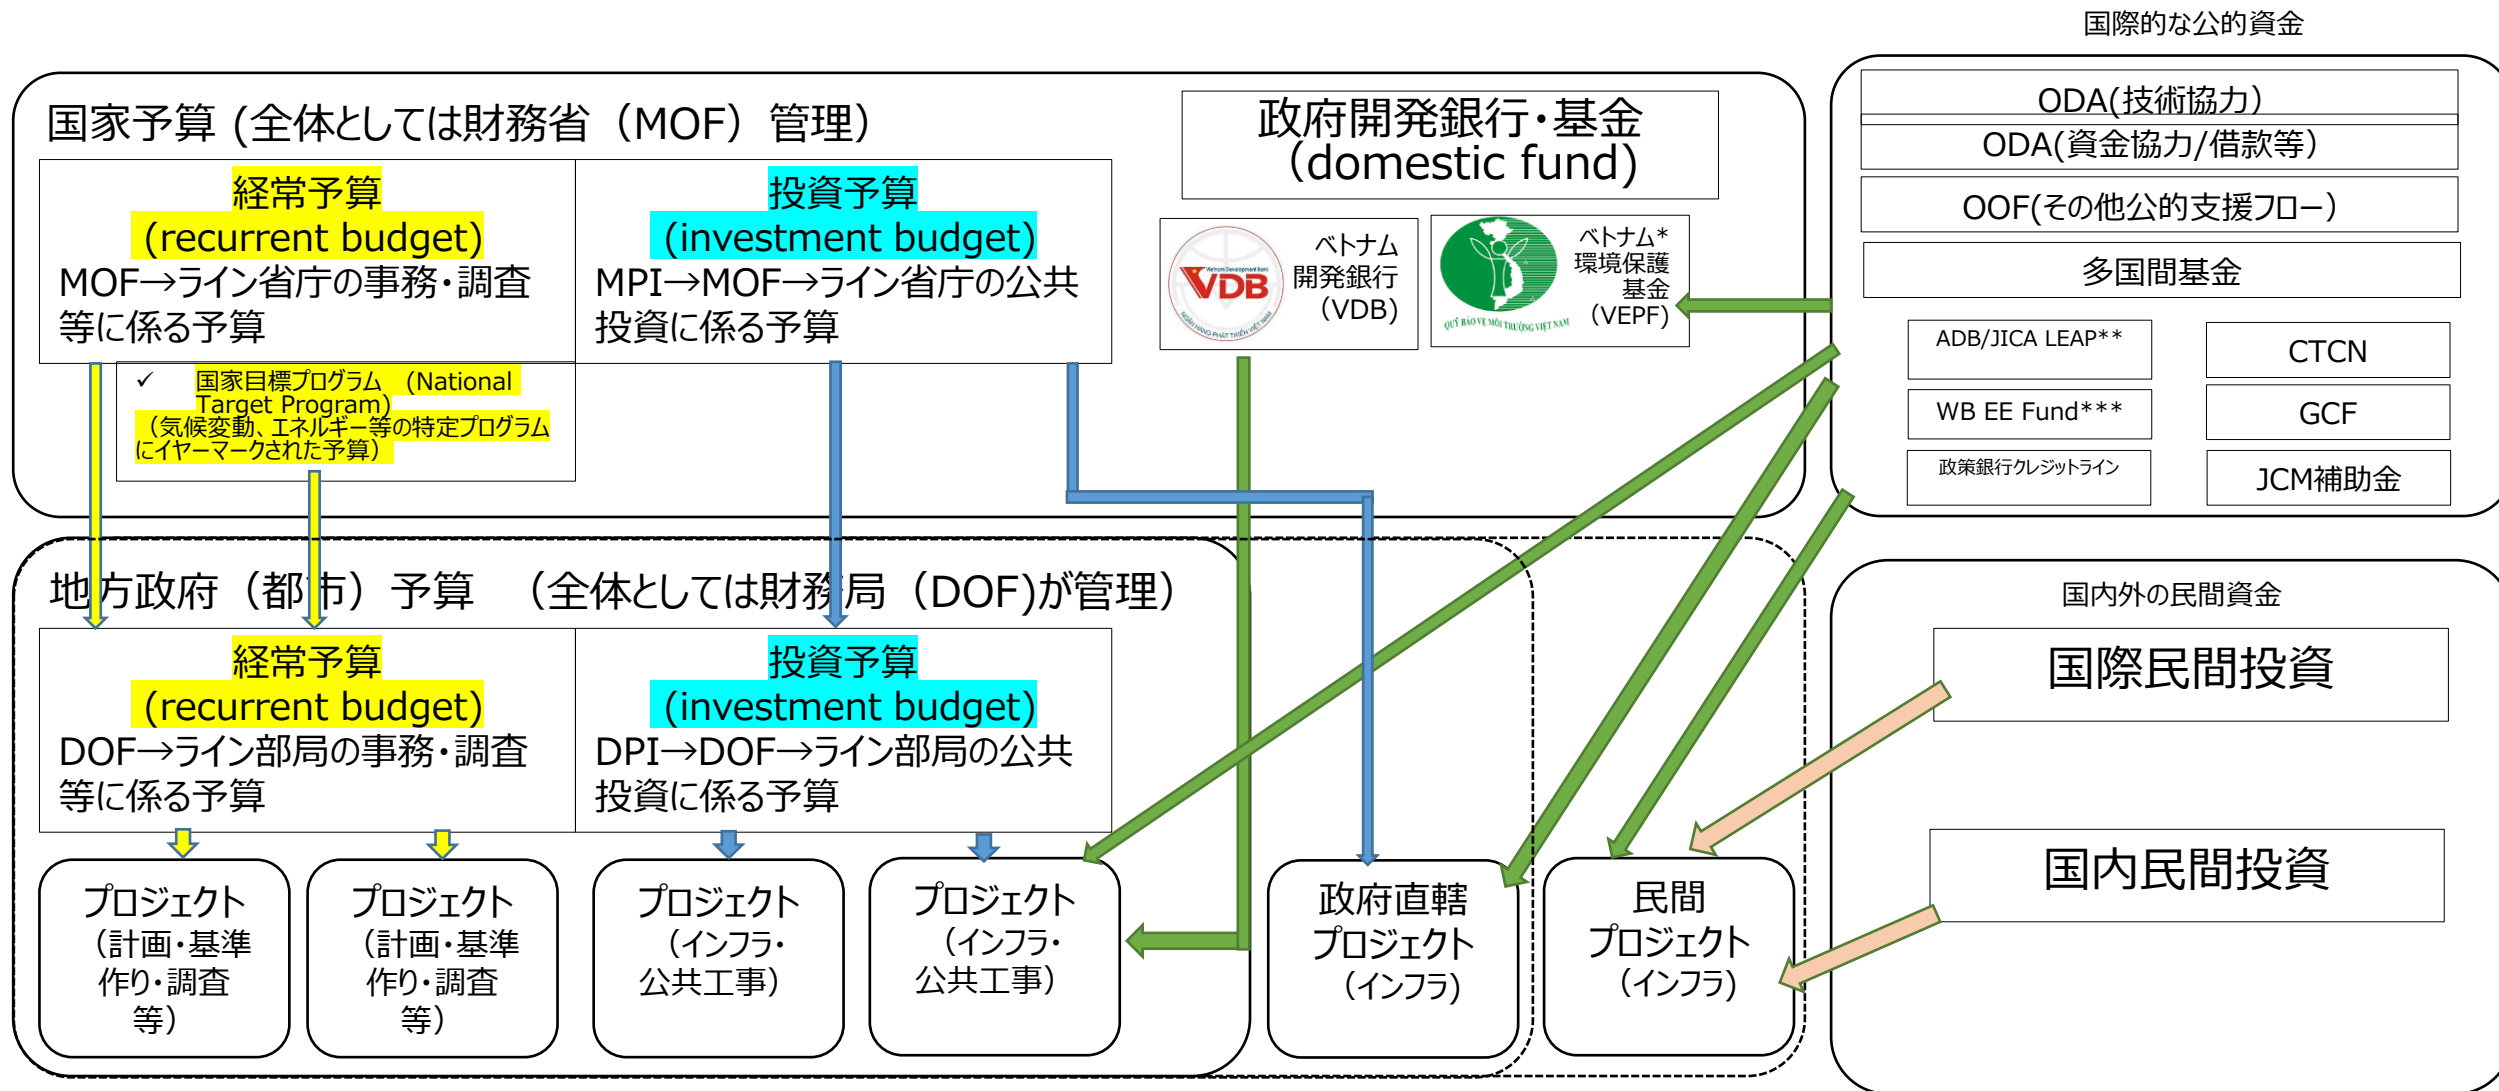 国際的な公的資金
国家予算 (全体としては財務省（MOF）管理）
経常予算
(recurrent budget)
MOF→ライン省庁の事務・調査
等に係る予算
投資予算
(investment budget)
MPI→MOF→ライン省庁の公共
投資に係る予算
✓ 国家目標プログラム (National
Target Program)
（気候変動、エネルギー等の特定プログラム
にイヤーマークされた予算）
政府開発銀行・基金
（domestic fund)
Vietnam Development Bank
VDB
NGÂN HÀNG PHÁT TRIỂN VIỆT NAM
ベトナム
開発銀行
（VDB)
QUỸ BẢO VỆ MÔI TRƯỜNG VIỆT NAM
ベトナム*
環境保護
基金
（VEPF)
ODA(技術協力）
ODA(資金協力/借款等）
OOF(その他公的支援フロー）
多国間基金
ADB/JICA LEAP**
CTCN
WB EE Fund***
GCF
政策銀行クレジットライン
JCM補助金
地方政府（都市）予算 （全体としては財務局（DOF)が管理）
経常予算
(recurrent budget)
DOF→ライン部局の事務・調査
等に係る予算
投資予算
(investment budget)
DPI→DOF→ライン部局の公共
投資に係る予算
プロジェクト
（計画・基準
作り・調査
等）
プロジェクト
（計画・基準
作り・調査
等）
プロジェクト
（インフラ・
公共工事）
プロジェクト
（インフラ・
公共工事）
政府直轄
プロジェクト
（インフラ)
民間
プロジェクト
（インフラ)
国内外の民間資金
国際民間投資
国内民間投資